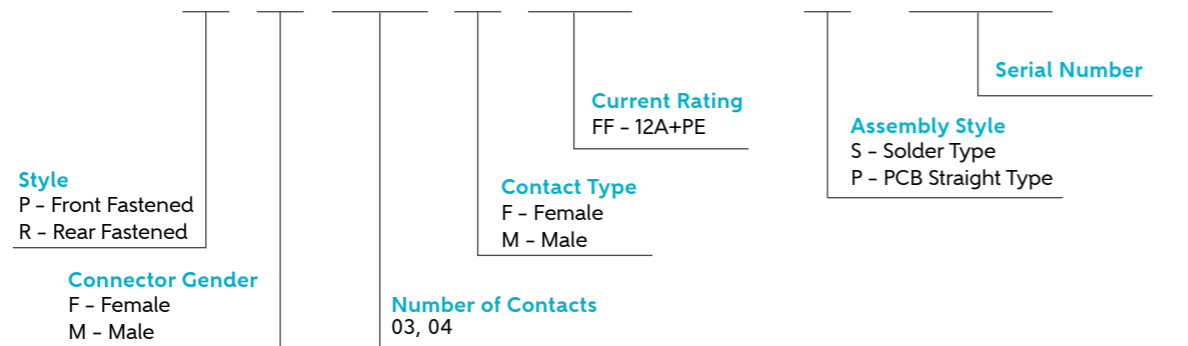 Serial Number
Current Rating
FF – 12A+PE
Assembly Style
S – Solder Type
P – PCB Straight Type
Style
P – Front Fastened
R – Rear Fastened
Contact Type
F – Female
M – Male
Connector Gender
F – Female
M – Male
Number of Contacts
03, 04